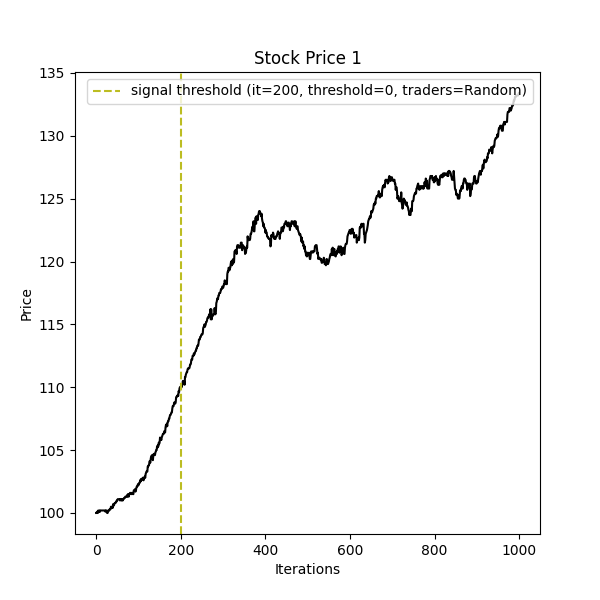 Stock Price 1
signal threshold (it=200, threshold=0, traders=Random)
135
130
125
120
115
110
105
100
Price
0 200 400 600 800 1000
Iterations